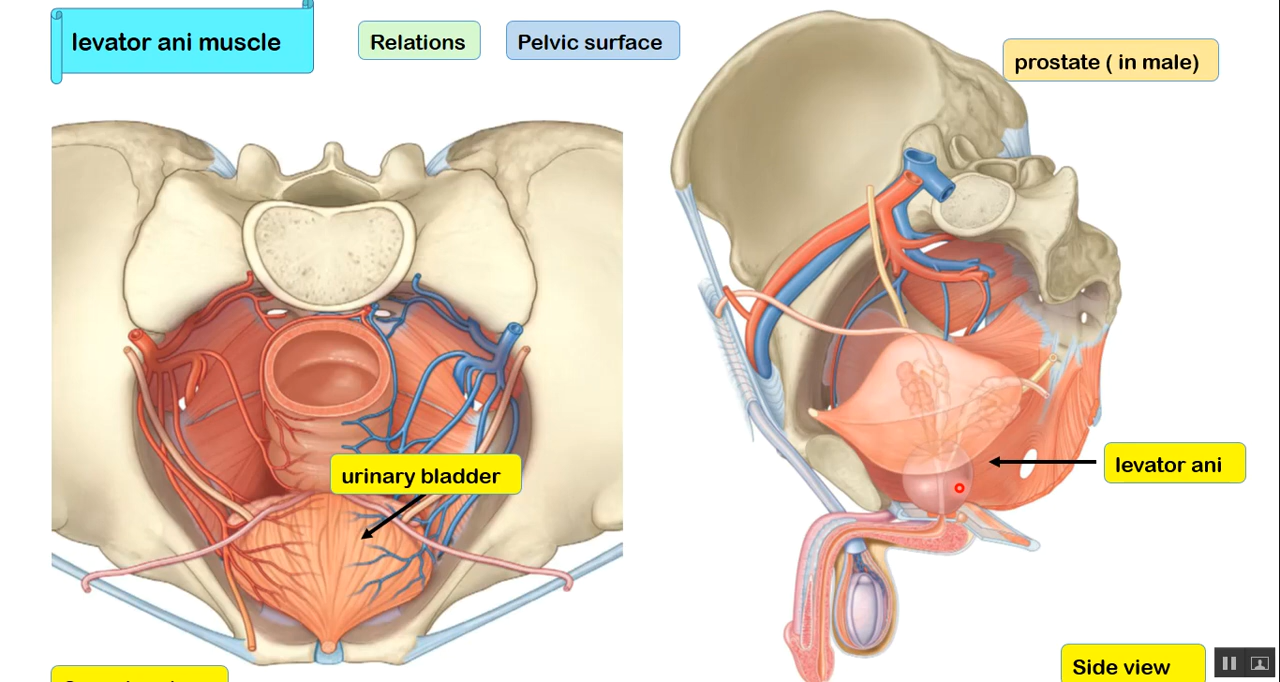 levator ani muscle
Relations
Pelvic surface
prostate ( in male)
urinary bladder
levator ani
Side view